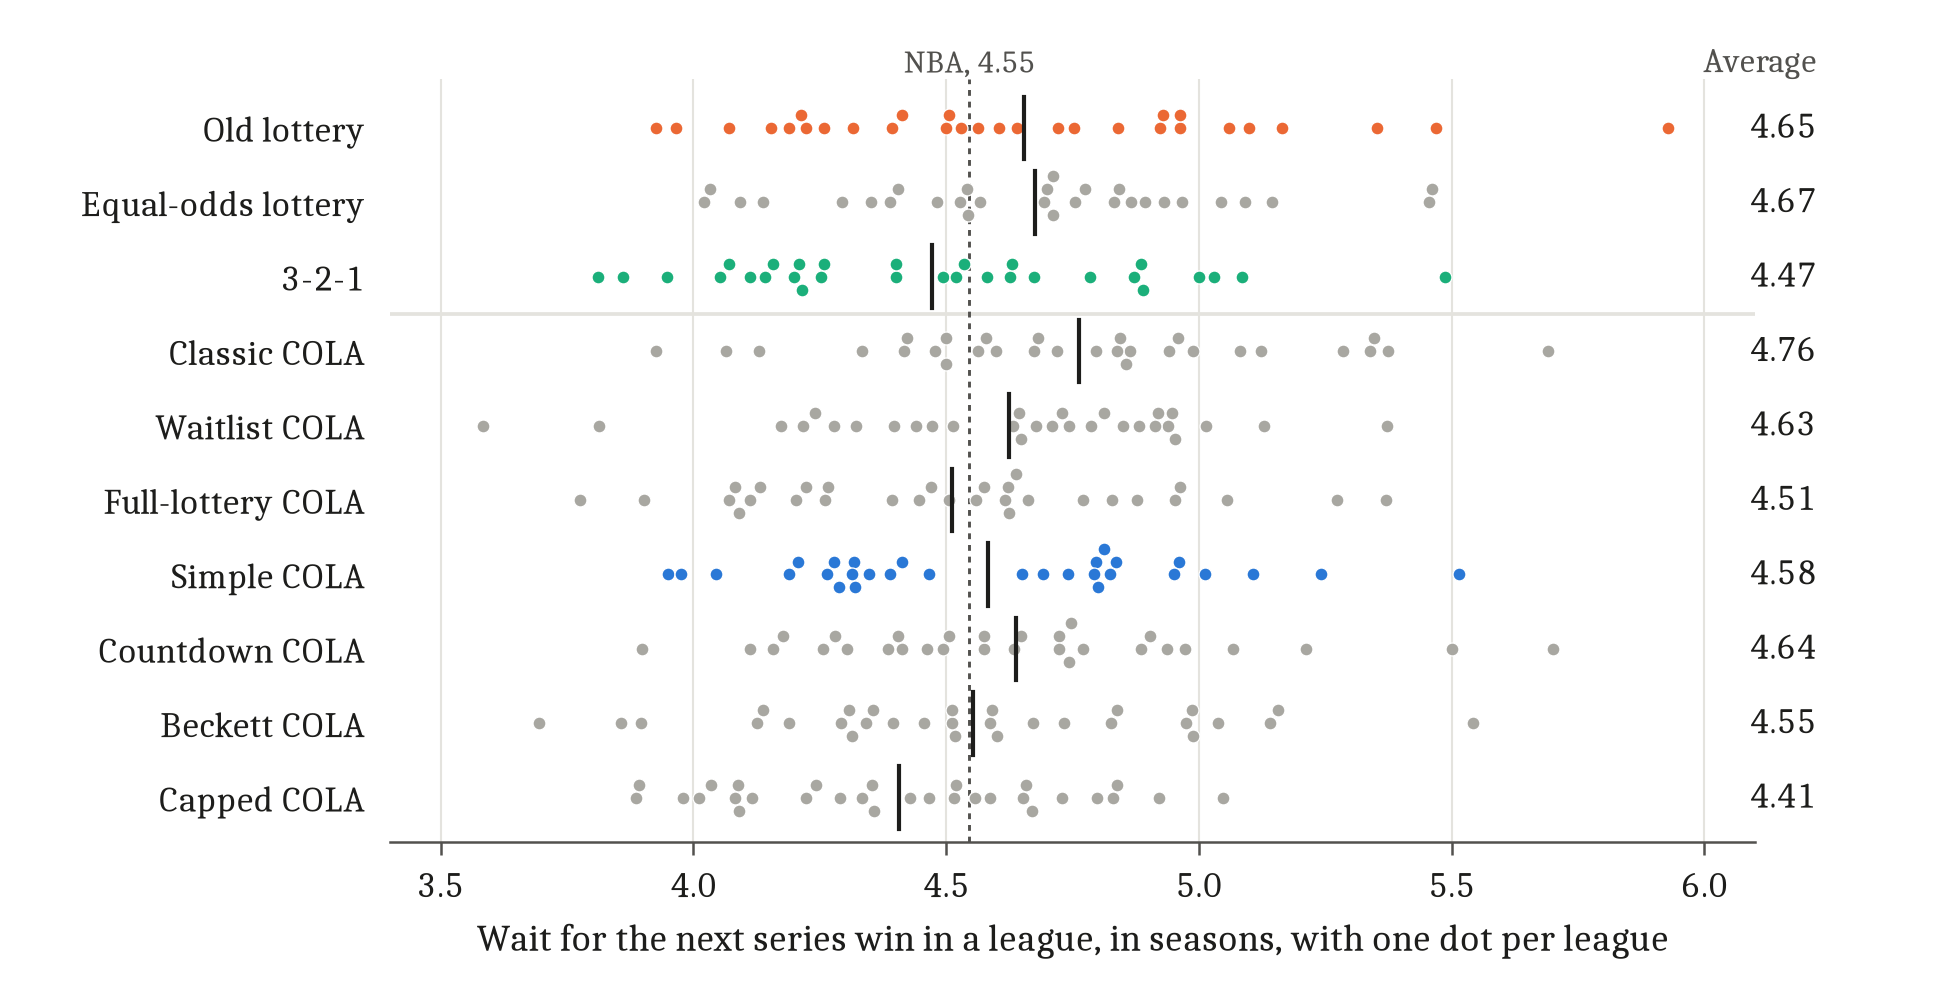 NBA, 4.55 Average
Old lottery 4.65
Equal-odds lottery 4.67
3-2-1 4.47
Classic COLA 4.76
Waitlist COLA 4.63
Full-lottery COLA 4.51
Simple COLA 4.58
Countdown COLA 4.64
Beckett COLA 4.55
Capped COLA 4.41
3.5 4.0 4.5 5.0 5.5 6.0
Wait for the next series win in a league, in seasons, with one dot per league